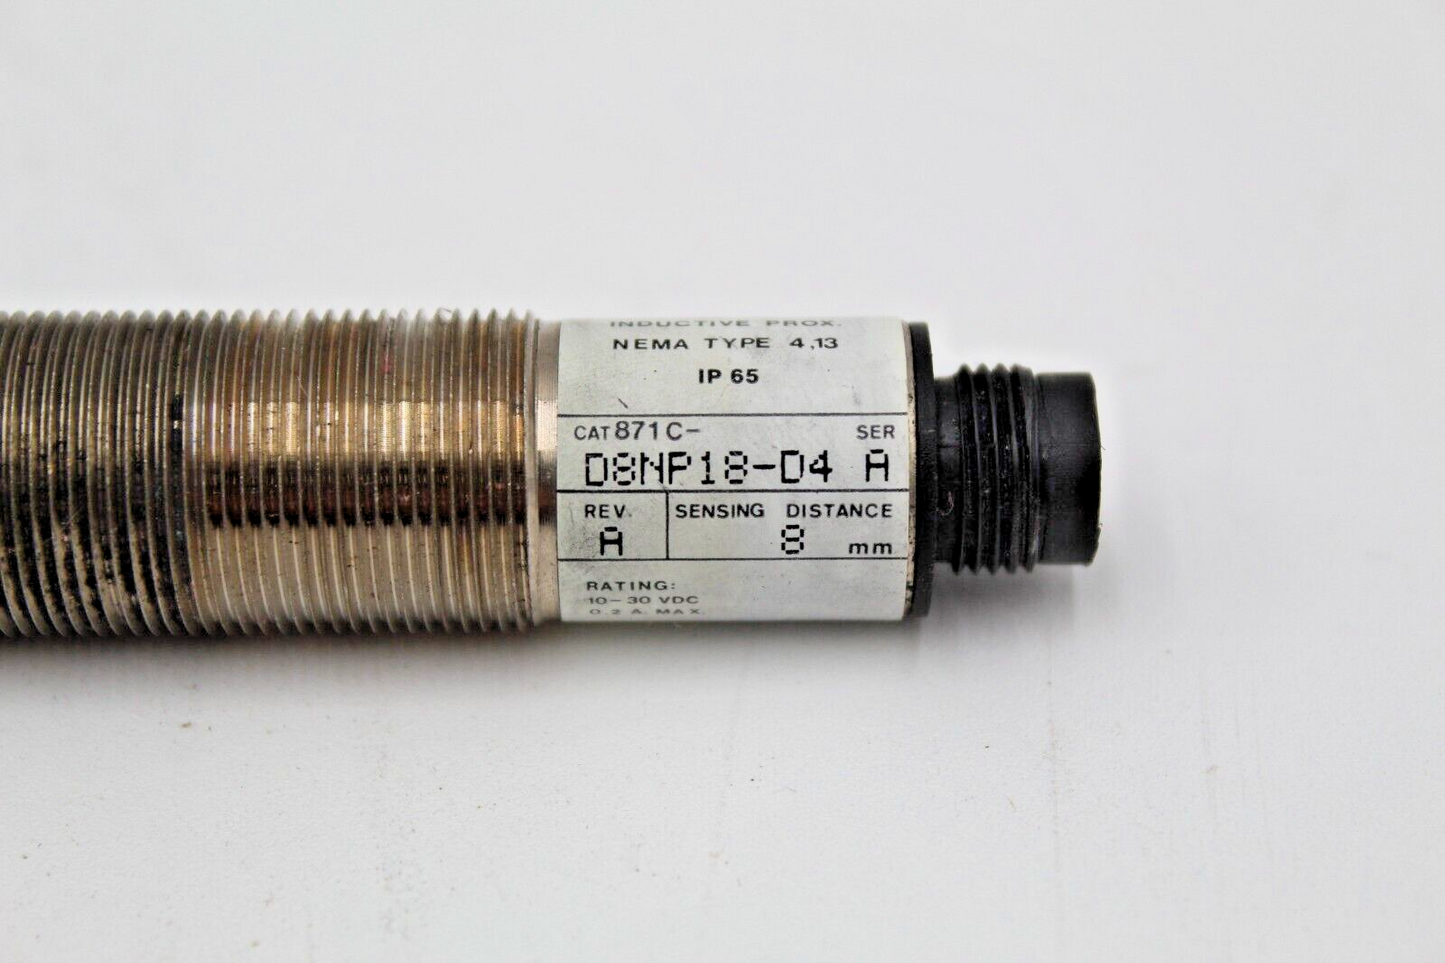 INDUCTIVE PROX.
NEMA TYPE 4,13
IP 65
CAT 871C- SER
D8NP18-D4 A
REV. SENSING DISTANCE
A 8 mm
RATING:
10-30 VDC
0.2 A. MAX.